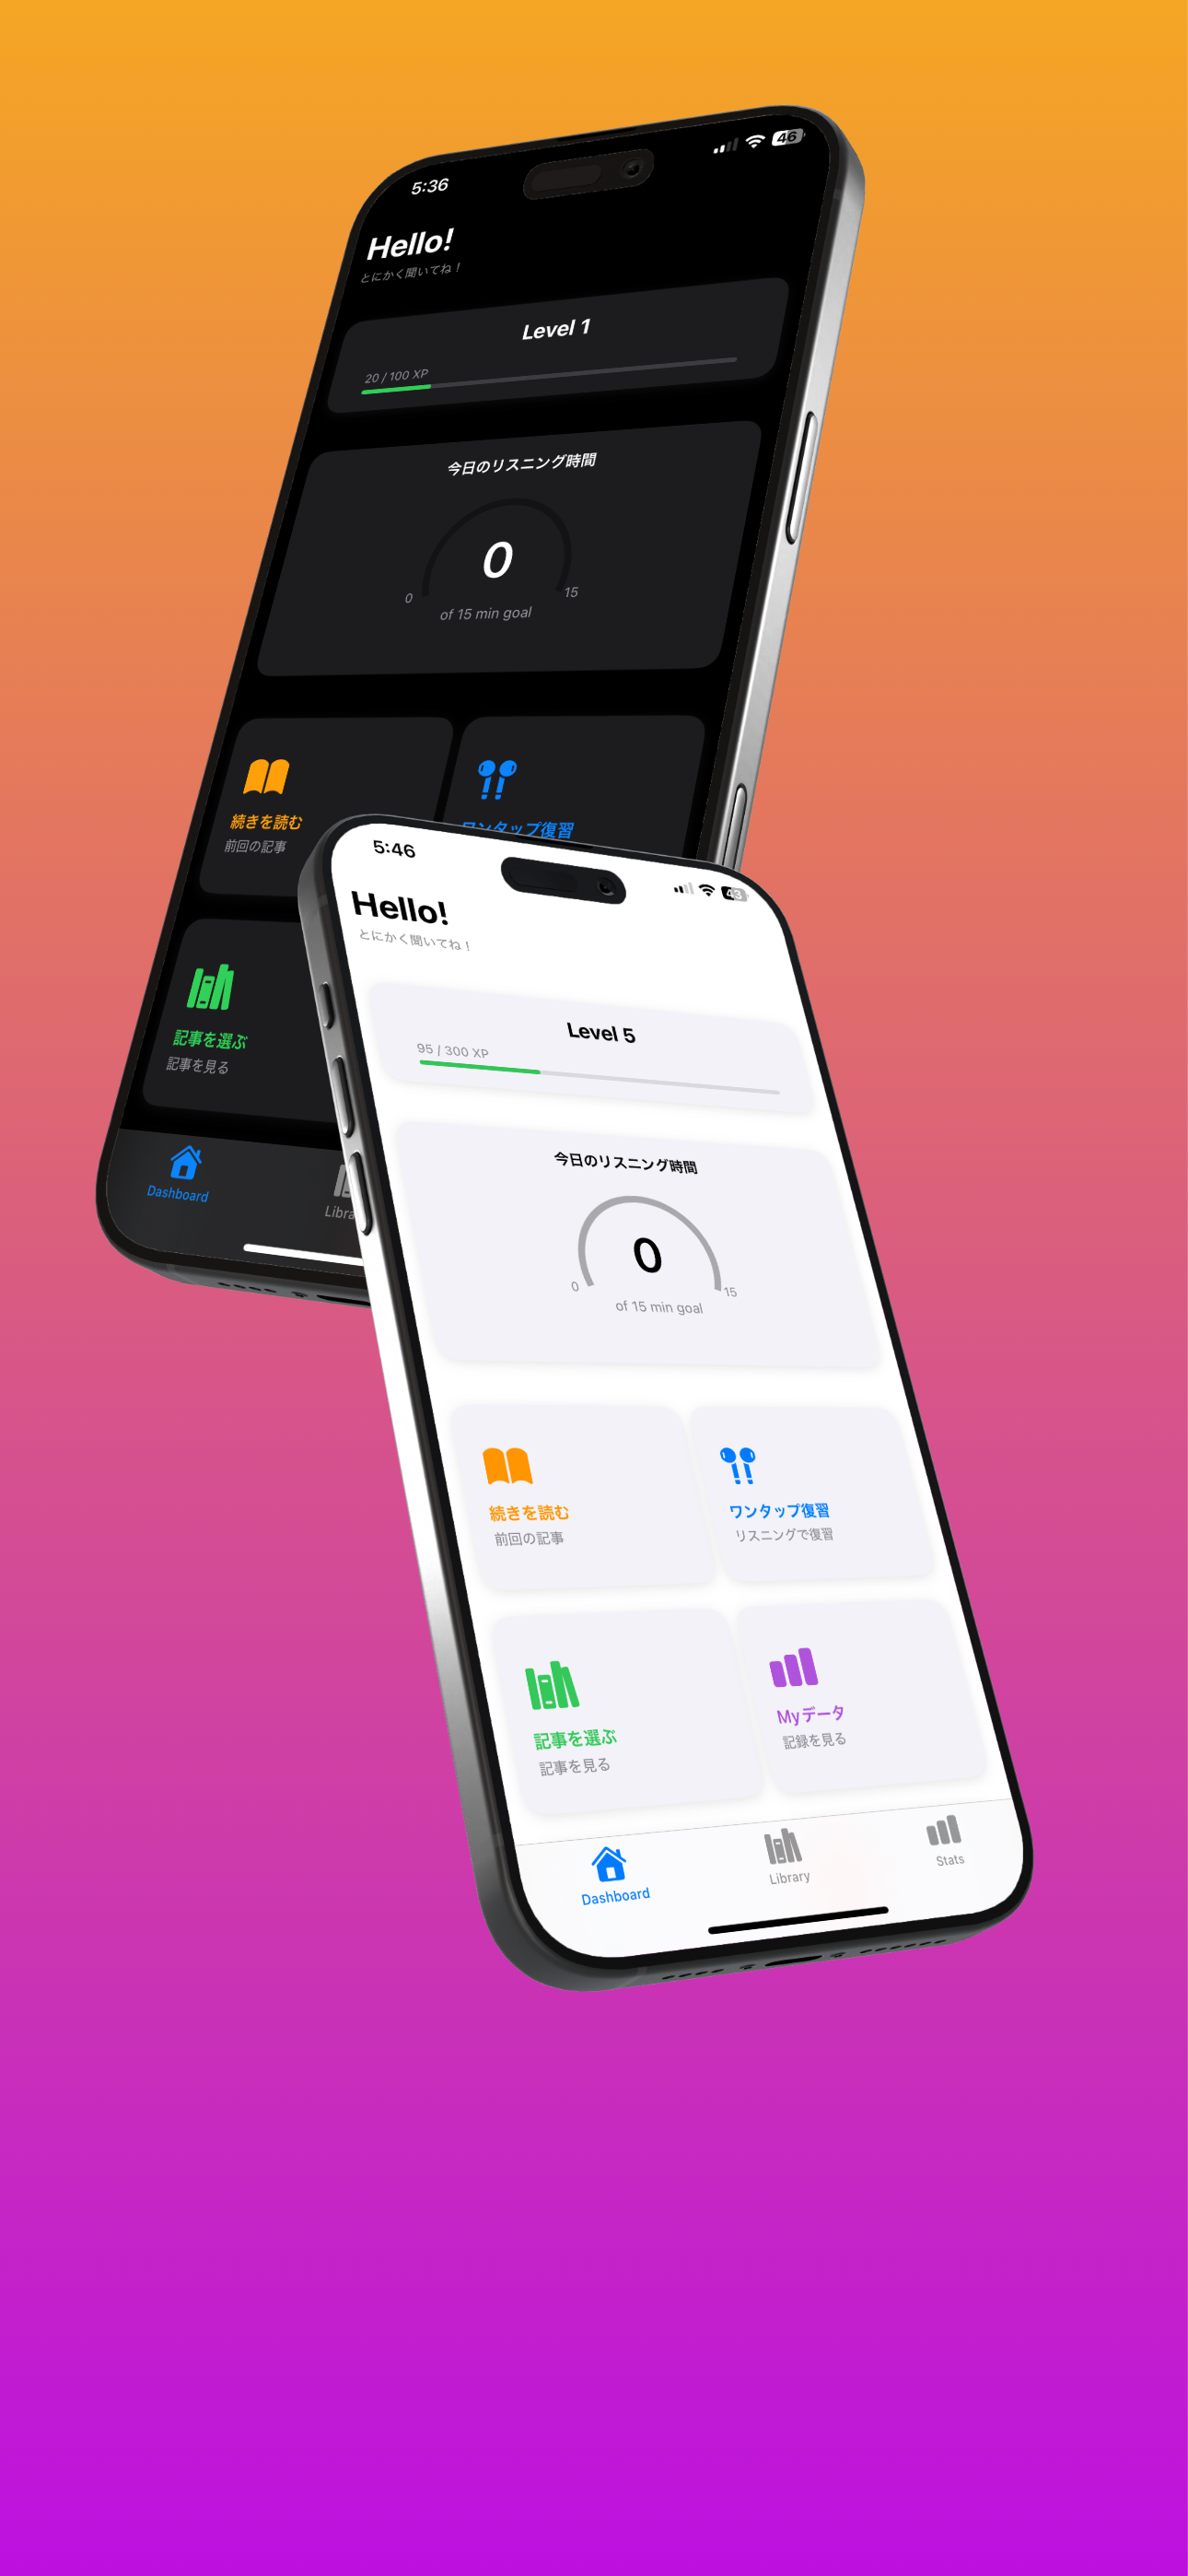 5:36
46
Hello!
とにかく聞いてね！
Level 1
20 / 100 XP
今日のリスニング時間
0
0
15
of 15 min goal
続きを読む
前回の記事
ワンタップ復習
記事を選ぶ
記事を見る
Dashboard
5:46
43
Hello!
とにかく聞いてね！
Level 5
95 / 300 XP
今日のリスニング時間
0
0
15
of 15 min goal
続きを読む
前回の記事
ワンタップ復習
リスニングで復習
記事を選ぶ
記事を見る
Myデータ
記録を見る
Dashboard
Library
Stats